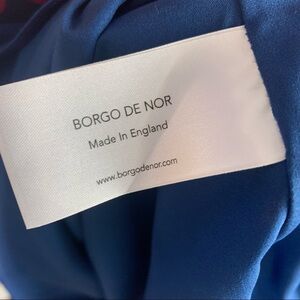 BORGO DE NOR
Made In England
www.borgodenor.com